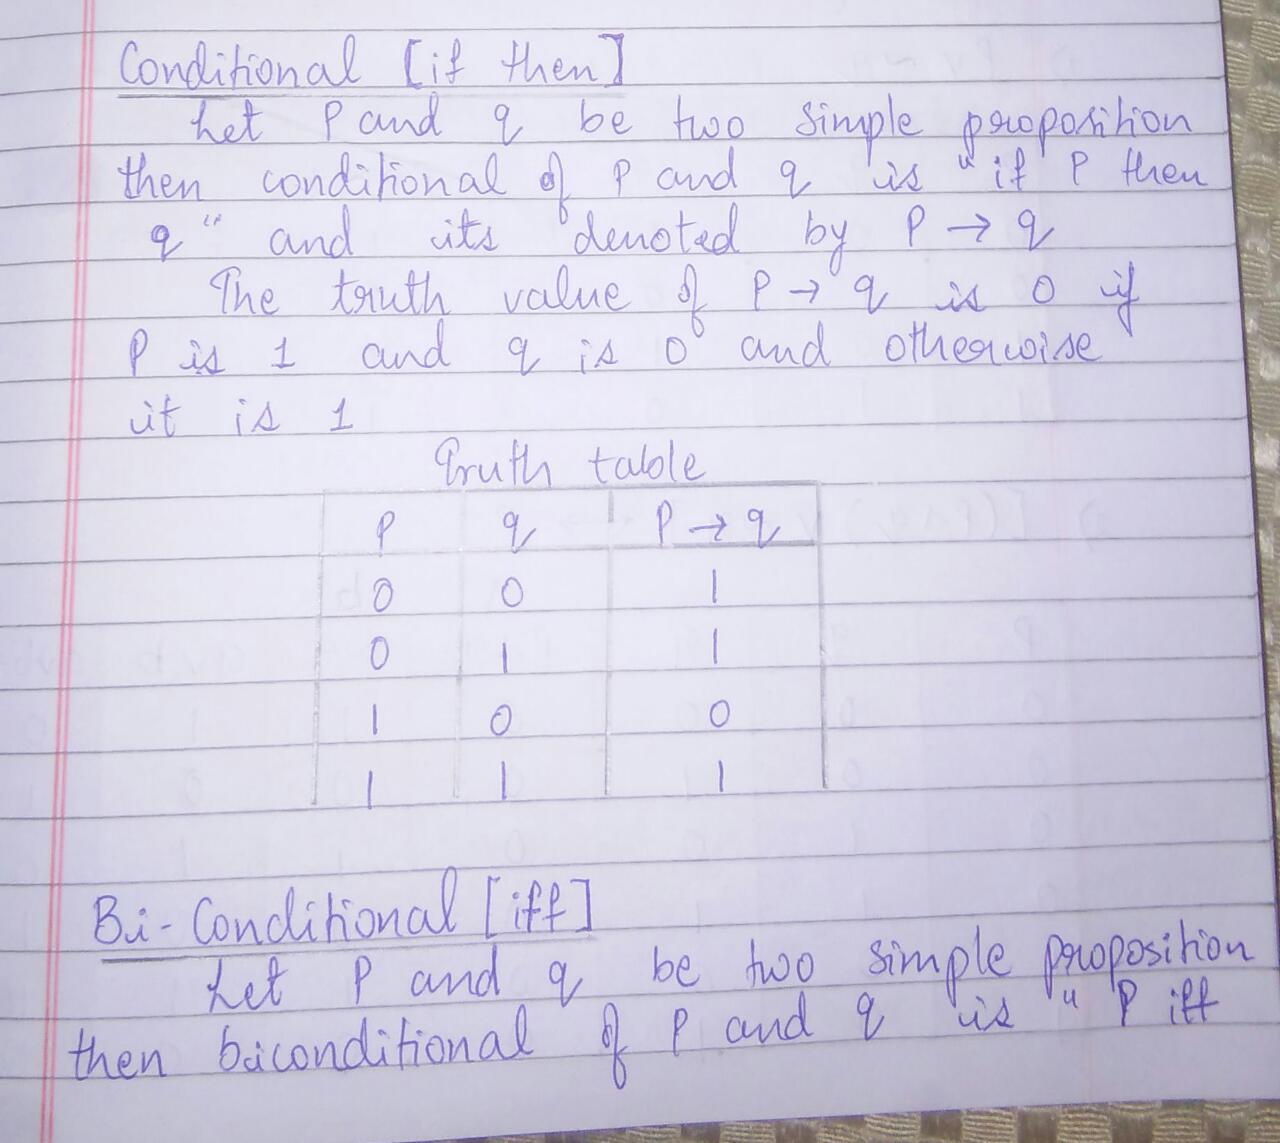 Conditional [if then]
Let P and q be two simple proposition
then conditional of P and q is "if P then
q" and its denoted by P → q
The truth value of P → q is 0 if
P is 1 and q is 0 and otherwise
it is 1
Truth table
P q P → q
0 0 1
0 1 1
1 0 0
1 1 1
Bi-Conditional [iff]
Let P and q be two simple proposition
then biconditional of P and q is "P iff